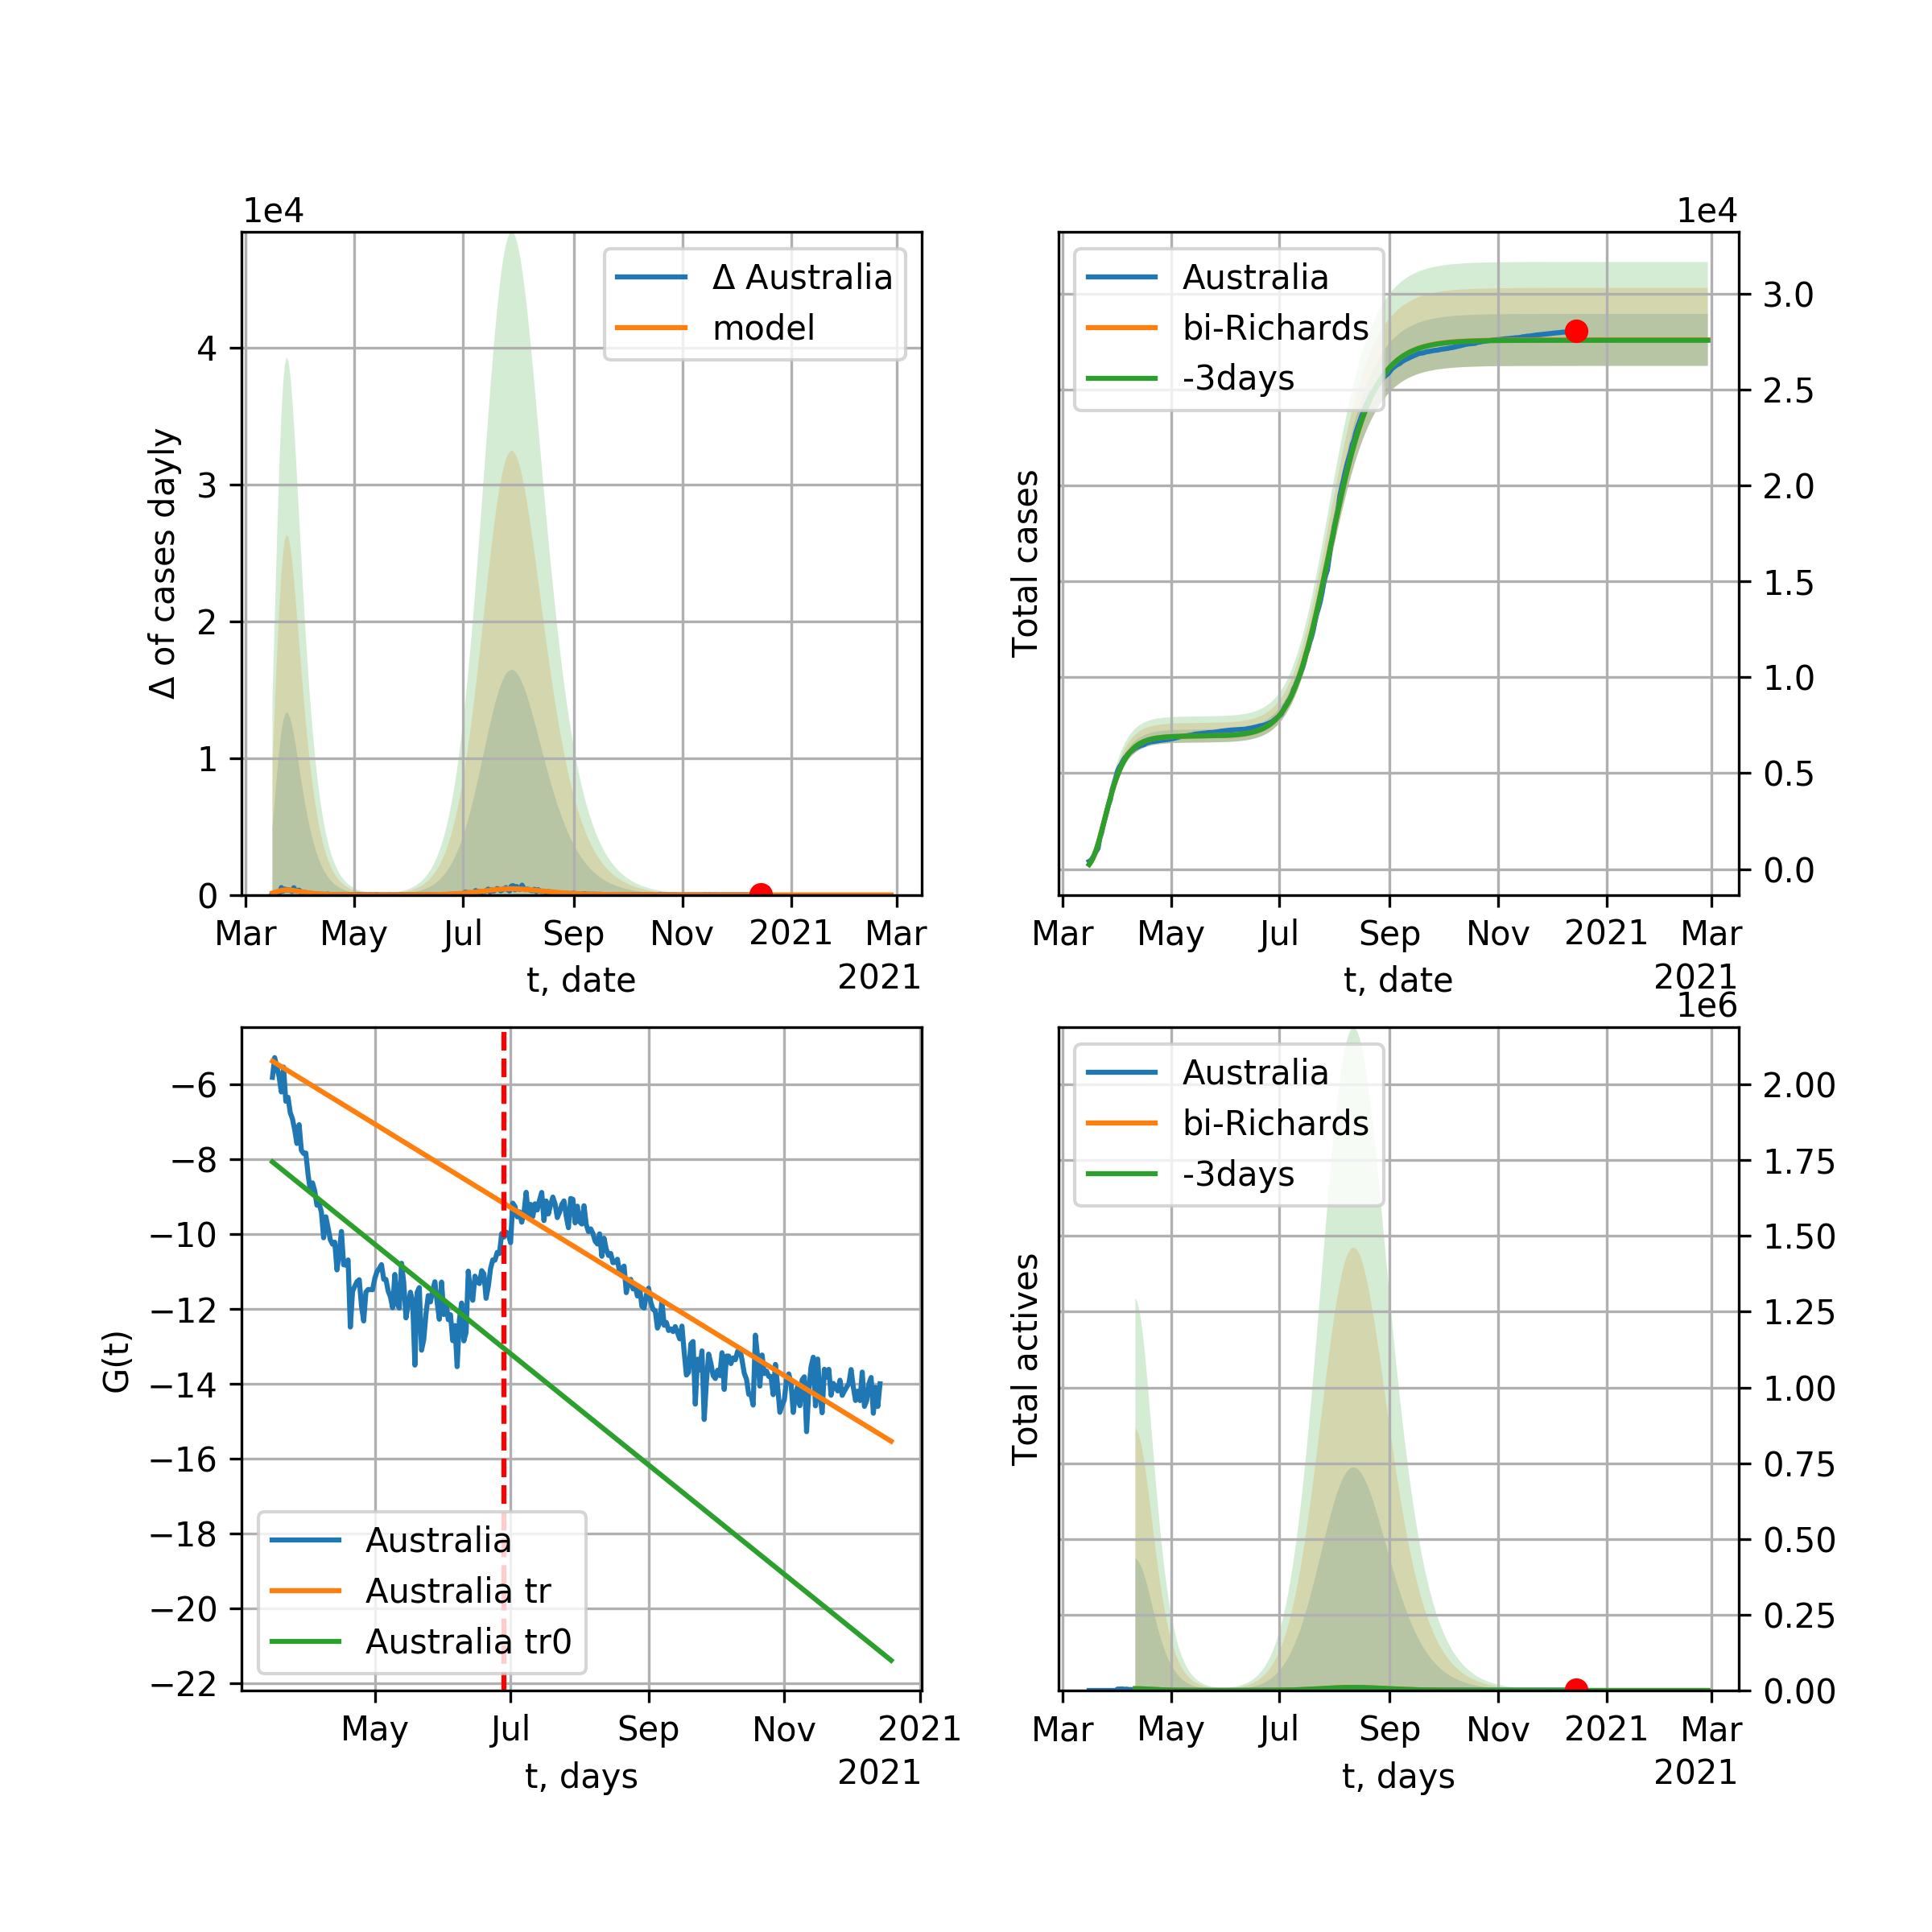 1e4
Δ of cases dayly
4
3
2
1
0
Δ Australia
model
Mar May Jul Sep Nov 2021 Mar
t, date
2021
1e4
Total cases
Australia
bi-Richards
-3days
3.0
2.5
2.0
1.5
1.0
0.5
0.0
Mar May Jul Sep Nov 2021 Mar
t, date
2021
G(t)
−6
−8
−10
−12
−14
−16
−18
−20
−22
Australia
Australia tr
Australia tr0
May Jul Sep Nov 2021
t, days
2021
1e6
Total actives
Australia
bi-Richards
-3days
2.00
1.75
1.50
1.25
1.00
0.75
0.50
0.25
0.00
Mar May Jul Sep Nov 2021 Mar
t, days
2021